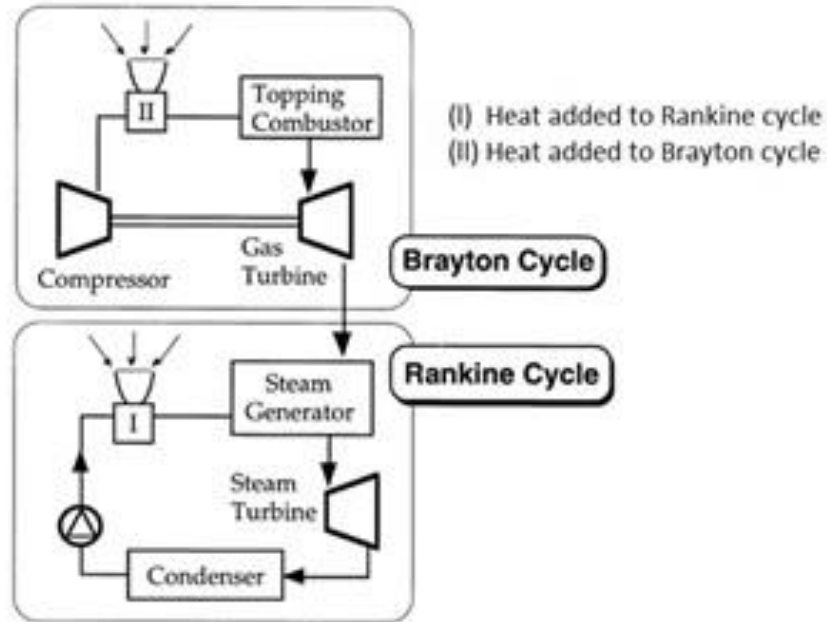 II
Topping
Combustor
(I) Heat added to Rankine cycle
(II) Heat added to Brayton cycle
Compressor
Gas
Turbine
Brayton Cycle
I
Steam
Generator
Rankine Cycle
Steam
Turbine
Condenser